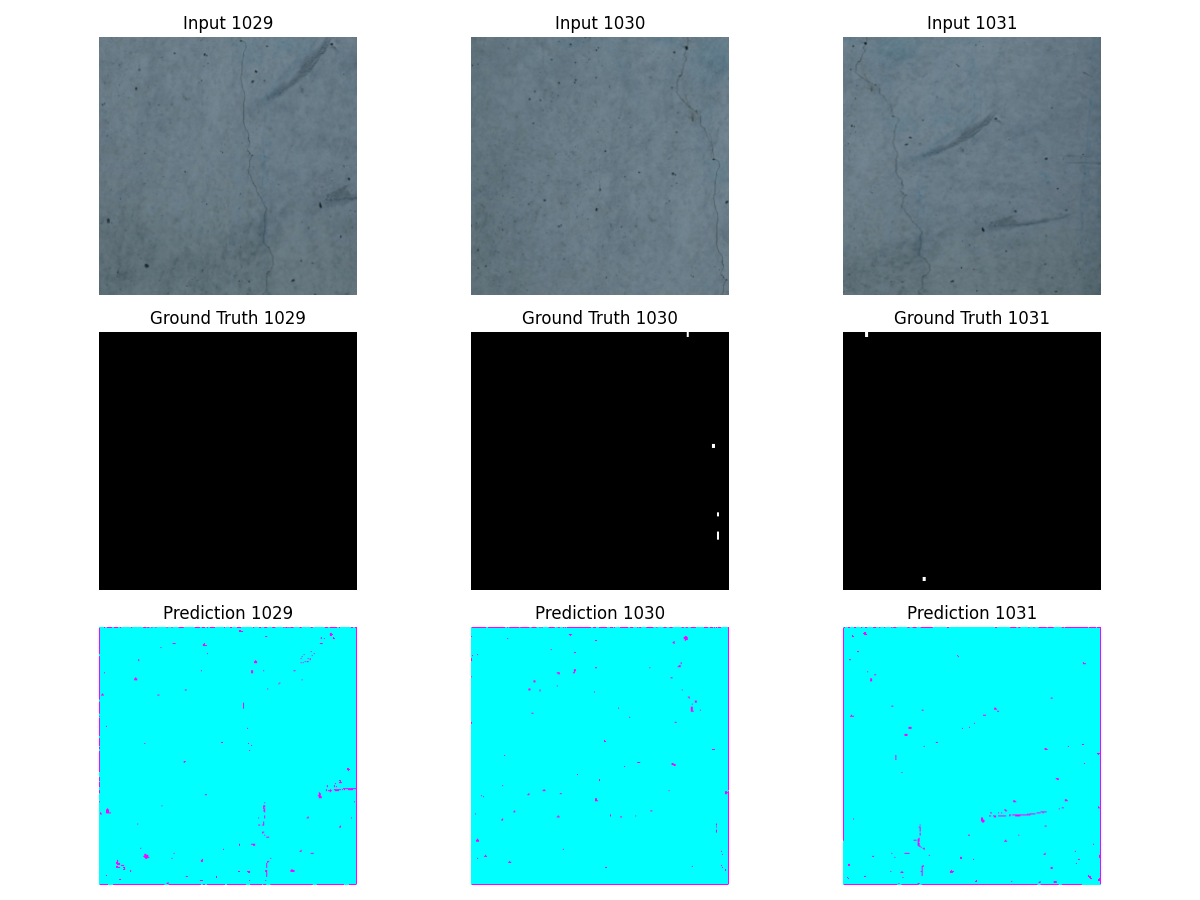 Input 1029
Input 1030
Input 1031
Ground Truth 1029
Ground Truth 1030
Ground Truth 1031
Prediction 1029
Prediction 1030
Prediction 1031